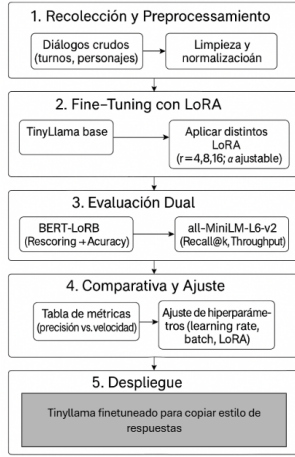 1. Recolección y Preprocesamiento
Diálogos crudos
(turnos, personajes)
Limpieza y
normalizacioán
2. Fine–Tuning con LoRA
TinyLlama base
Aplicar distintos
LoRA
(r=4,8,16; α ajustable)
3. Evaluación Dual
BERT-LoRB
(Rescoring→Acuracy)
all-MiniLM-L6-v2
(Recall@k, Throughput)
4. Comparativa y Ajuste
Tabla de métricas
(precisión vs.velocidad)
Ajuste de hiperparáme-
tros (learning rate,
batch, LoRA)
5. Despliegue
Tinyllama finetuneado para copiar estilo de
respuestas